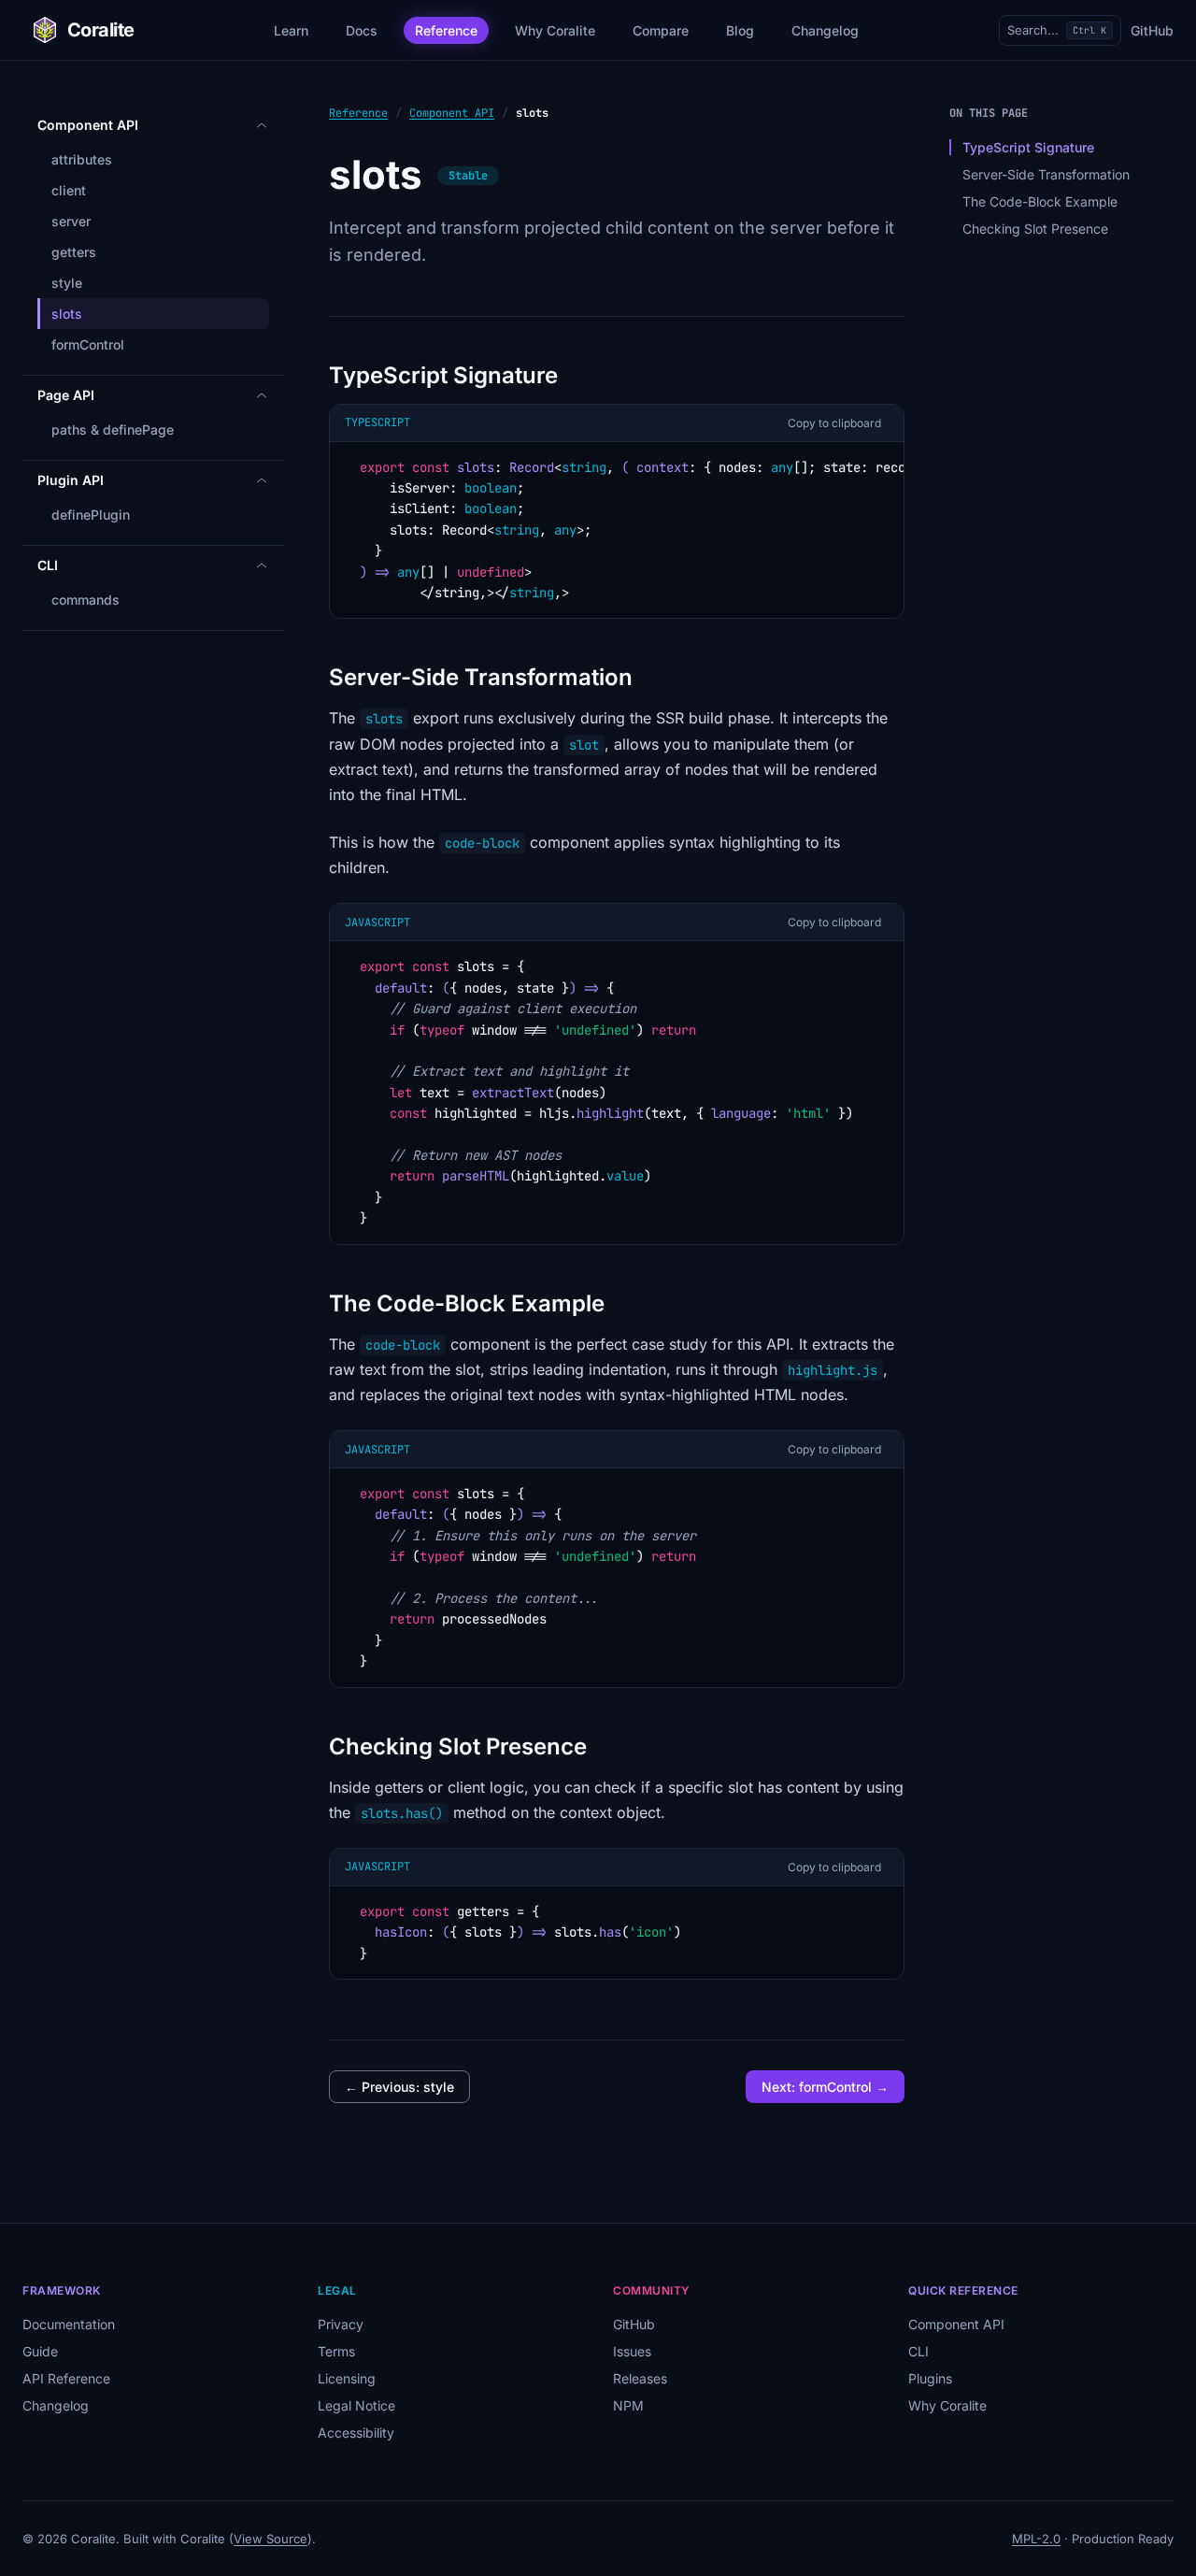 Coralite
Learn Docs Reference Why Coralite Compare Blog Changelog
Search... Ctrl K GitHub
Component API
attributes
client
server
getters
style
slots
formControl
Page API
paths & definePage
Plugin API
definePlugin
CLI
commands
Reference / Component API / slots
slots Stable
Intercept and transform projected child content on the server before it
is rendered.
TypeScript Signature
TYPESCRIPT Copy to clipboard
export const slots: Record<string, ( context: { nodes: any[]; state: reco
isServer: boolean;
isClient: boolean;
slots: Record<string, any>;
}
) => any[] | undefined>
</string,></string,>
Server-Side Transformation
The slots export runs exclusively during the SSR build phase. It intercepts the
raw DOM nodes projected into a slot, allows you to manipulate them (or
extract text), and returns the transformed array of nodes that will be rendered
into the final HTML.
This is how the code-block component applies syntax highlighting to its
children.
JAVASCRIPT Copy to clipboard
export const slots = {
default: ({ nodes, state }) => {
// Guard against client execution
if (typeof window !== 'undefined') return
// Extract text and highlight it
let text = extractText(nodes)
const highlighted = hljs.highlight(text, { language: 'html' })
// Return new AST nodes
return parseHTML(highlighted.value)
}
}
The Code-Block Example
The code-block component is the perfect case study for this API. It extracts the
raw text from the slot, strips leading indentation, runs it through highlight.js,
and replaces the original text nodes with syntax-highlighted HTML nodes.
JAVASCRIPT Copy to clipboard
export const slots = {
default: ({ nodes }) => {
// 1. Ensure this only runs on the server
if (typeof window !== 'undefined') return
// 2. Process the content...
return processedNodes
}
}
Checking Slot Presence
Inside getters or client logic, you can check if a specific slot has content by using
the slots.has() method on the context object.
JAVASCRIPT Copy to clipboard
export const getters = {
hasIcon: ({ slots }) => slots.has('icon')
}
← Previous: style Next: formControl →
ON THIS PAGE
TypeScript Signature
Server-Side Transformation
The Code-Block Example
Checking Slot Presence
FRAMEWORK
Documentation
Guide
API Reference
Changelog
LEGAL
Privacy
Terms
Licensing
Legal Notice
Accessibility
COMMUNITY
GitHub
Issues
Releases
NPM
QUICK REFERENCE
Component API
CLI
Plugins
Why Coralite
© 2026 Coralite. Built with Coralite (View Source).
MPL-2.0 · Production Ready